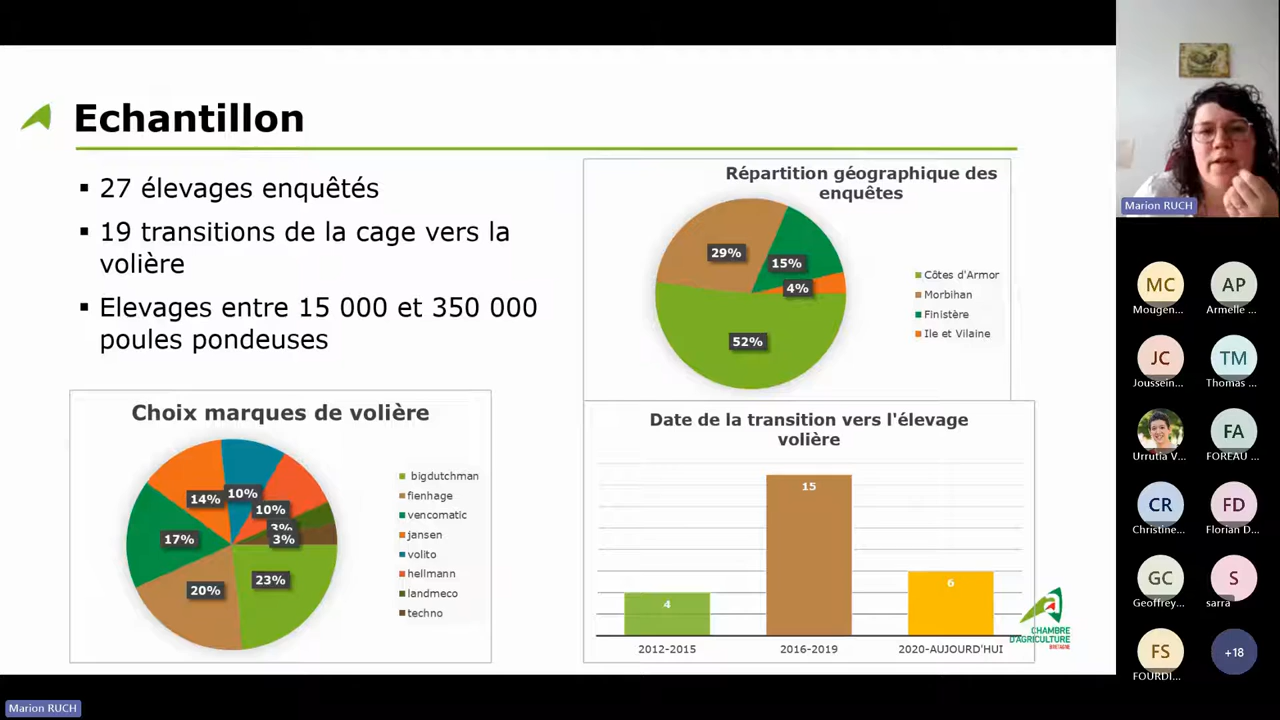 Echantillon
▪ 27 élevages enquêtés
▪ 19 transitions de la cage vers la
volière
▪ Elevages entre 15 000 et 350 000
poules pondeuses
Répartition géographique des
enquêtes
29%
15%
4%
52%
Côtes d'Armor
Morbihan
Finistère
Ile et Vilaine
Choix marques de volière
14%
10%
10%
3%
3%
17%
23%
20%
bigdutchman
fienhage
vencomatic
jansen
volito
hellmann
landmeco
techno
Date de la transition vers l'élevage
volière
4
15
6
2012-2015
2016-2019
2020-AUJOURD'HUI
CHAMBRE
D'AGRICULTURE
BRETAGNE
Marion RUCH
MC
Mougen...
AP
Armelle ...
JC
Joussein...
TM
Thomas ...
Urrutia V...
FA
FOREAU ...
CR
Christine...
FD
Florian D...
GC
Geoffrey...
S
sarra
FS
FOURDI...
+18
Marion RUCH